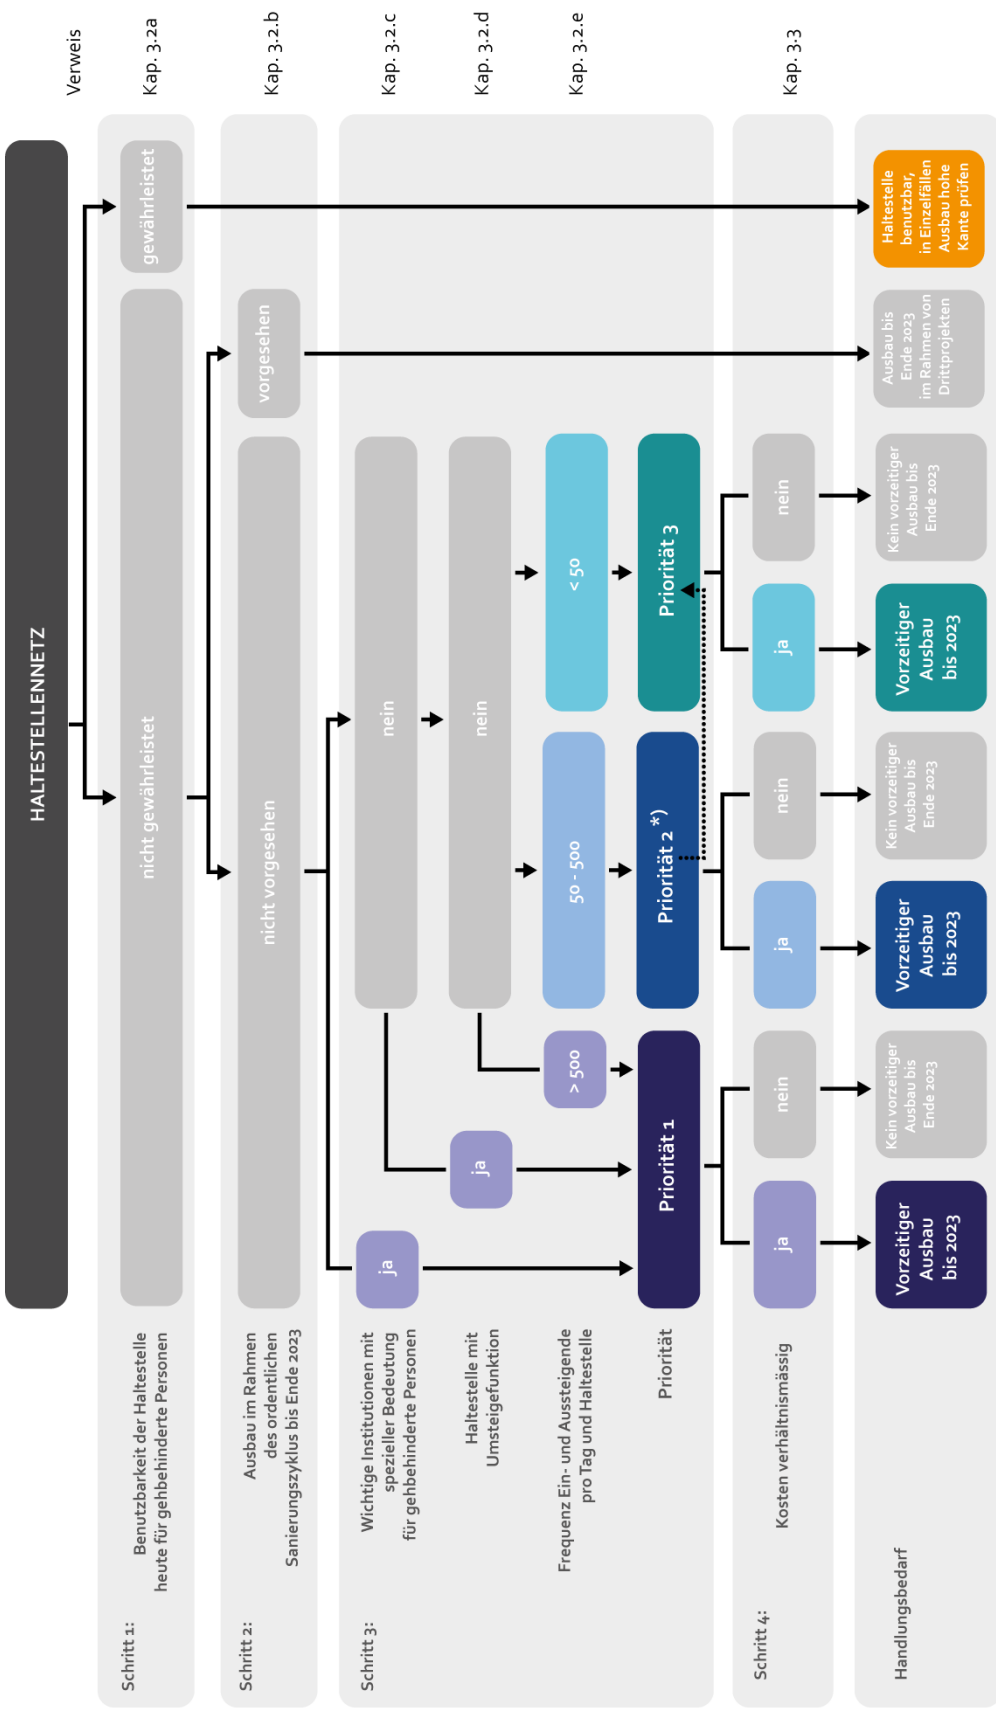 HALTESTELLENNETZ
Verweis
Schritt 1:
Benutzbarkeit der Haltestelle
heute für gehbehinderte Personen
nicht gewährleistet
gewährleistet
Kap. 3.2a
Schritt 2:
Ausbau im Rahmen
des ordentlichen
Sanierungszyklus bis Ende 2023
nicht vorgesehen
vorgesehen
Kap. 3.2.b
Schritt 3:
Wichtige Institutionen mit
spezieller Bedeutung
für gehbehinderte Personen
ja
nein
Kap. 3.2.c
Haltestelle mit
Umsteigefunktion
ja
nein
Kap. 3.2.d
Frequenz Ein- und Aussteigende
pro Tag und Haltestelle
> 500
50 - 500
< 50
Kap. 3.2.e
Priorität
Priorität 1
Priorität 2 *)
Priorität 3
Schritt 4:
Kosten verhältnismässig
ja
nein
ja
nein
ja
nein
Kap. 3.3
Handlungsbedarf
Vorzeitiger
Ausbau
bis 2023
Kein vorzeitiger
Ausbau bis
Ende 2023
Vorzeitiger
Ausbau
bis 2023
Kein vorzeitiger
Ausbau bis
Ende 2023
Vorzeitiger
Ausbau
bis 2023
Kein vorzeitiger
Ausbau bis
Ende 2023
Ausbau bis
Ende 2023
im Rahmen von
Drittprojekten
Haltestelle
benutzbar,
in Einzelfällen
Ausbau hohe
Kante prüfen